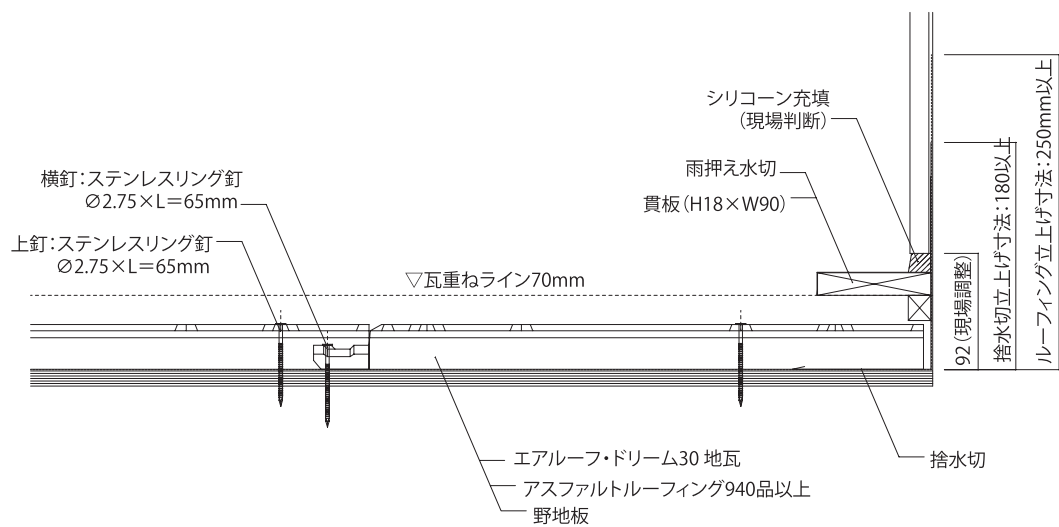 シリコーン充填
(現場判断)
雨押え水切
貫板(H18×W90)
横釘:ステンレスリング釘
Ø2.75×L=65mm
上釘:ステンレスリング釘
Ø2.75×L=65mm
▽瓦重ねライン70mm
92(現場調整)
捨水切立上げ寸法:180以上
ルーフィング立上げ寸法:250mm以上
エアルーフ・ドリーム30 地瓦
アスファルトルーフィング940品以上
野地板
捨水切